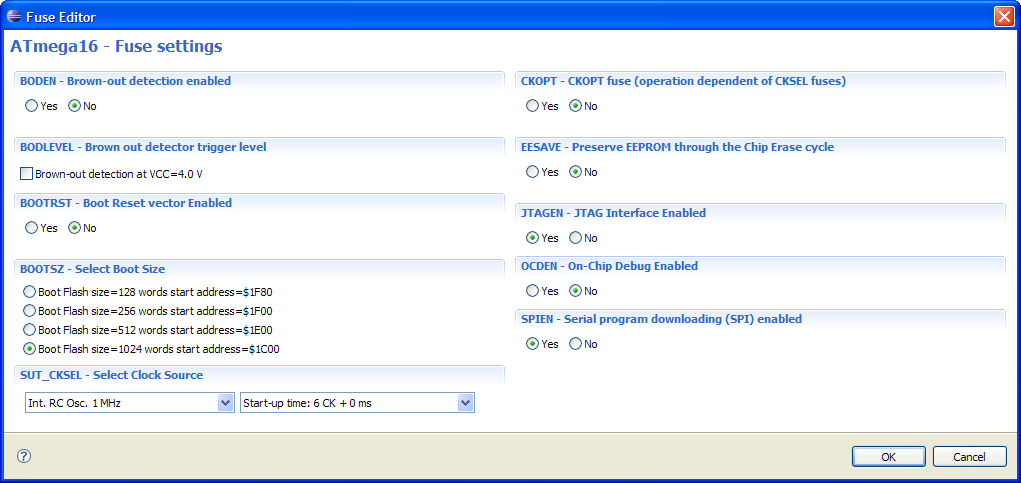 Fuse Editor
ATmega16 - Fuse settings
BODEN - Brown-out detection enabled
Yes No
BODLEVEL - Brown out detector trigger level
Brown-out detection at VCC=4.0 V
BOOTRST - Boot Reset vector Enabled
Yes No
BOOTSZ - Select Boot Size
Boot Flash size=128 words start address=$1F80
Boot Flash size=256 words start address=$1F00
Boot Flash size=512 words start address=$1E00
Boot Flash size=1024 words start address=$1C00
SUT_CKSEL - Select Clock Source
Int. RC Osc. 1 MHz
Start-up time: 6 CK + 0 ms
CKOPT - CKOPT fuse (operation dependent of CKSEL fuses)
Yes No
EESAVE - Preserve EEPROM through the Chip Erase cycle
Yes No
JTAGEN - JTAG Interface Enabled
Yes No
OCDEN - On-Chip Debug Enabled
Yes No
SPIEN - Serial program downloading (SPI) enabled
Yes No
?
OK
Cancel